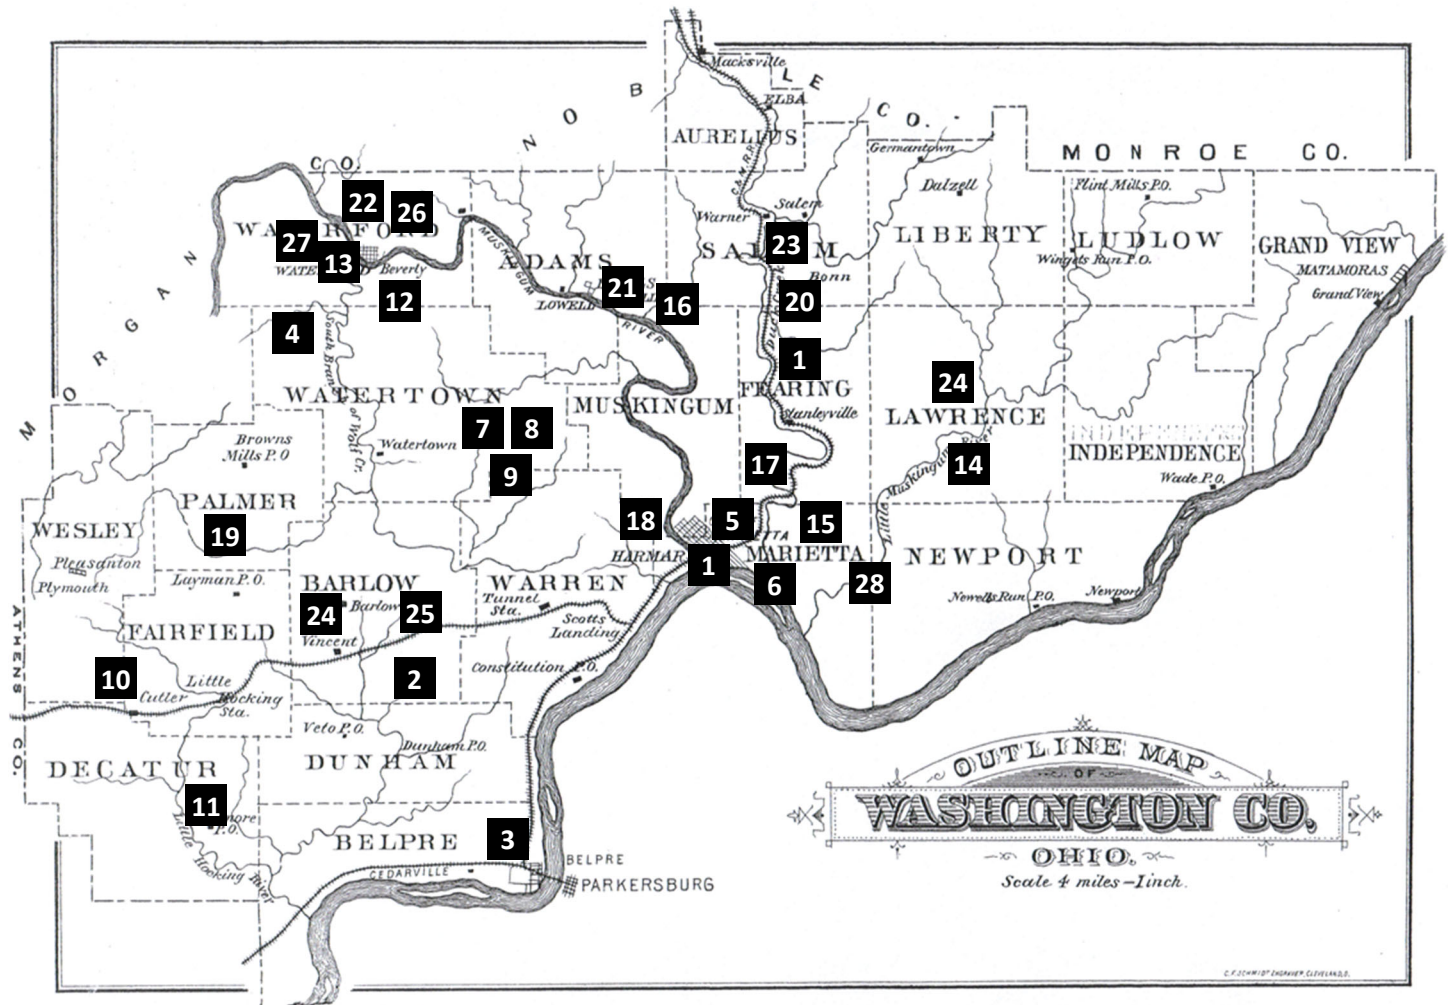 Macksville
N O B L E C O .
ELBA
AURELIUS
C. & M. R. R.
Germantown
MONROE CO.
CO.
22
26
WATERFORD
27
13
Beverly
12
MUSKINGUM
RIVER
ADAMS
LOWELL
21
16
Warner
Salem
23
SALEM
Bonn
20
Dalzell
LIBERTY
Flint Mills P.O.
LUDLOW
Wingets Run P.O.
GRAND VIEW
MATAMORAS
Grand View
MORGAN
4
South Branch of Wolf Cr.
WATERTOWN
Watertown
7
8
9
MUSKINGUM
1
FEARING
Stanleyville
24
LAWRENCE
14
Little Muskingum River
INDEPENDENCE
Wade P.O.
17
Browns
Mills P.O
PALMER
19
WESLEY
Pleasanton
Plymouth
Layman P.O.
18
HARMAR
5
15
1
MARIETTA
6
28
NEWPORT
Newells Run P.O.
Newport
BARLOW
24
Barlow
25
Vincent
WARREN
Tunnel
Sta.
Scotts
Landing
ATHENS CO.
FAIRFIELD
10
Cutler
Little
Hocking
Sta.
2
Constitution P.O.
Veto P.O.
Dunham P.O.
DUNHAM
DECATUR
11
P.O.
Little Hocking River
BELPRE
3
BELPRE
CEDARVILLE
PARKERSBURG
OUTLINE MAP
OF
WASHINGTON CO.
OHIO.
Scale 4 miles—1inch.
C.F. SCHMIDT ENGRAVER, CLEVELAND, O.